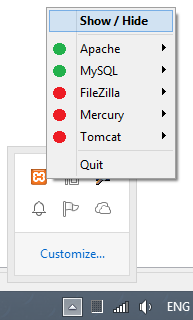 Show / Hide
Apache
MySQL
FileZilla
Mercury
Tomcat
Quit
Customize...
ENG